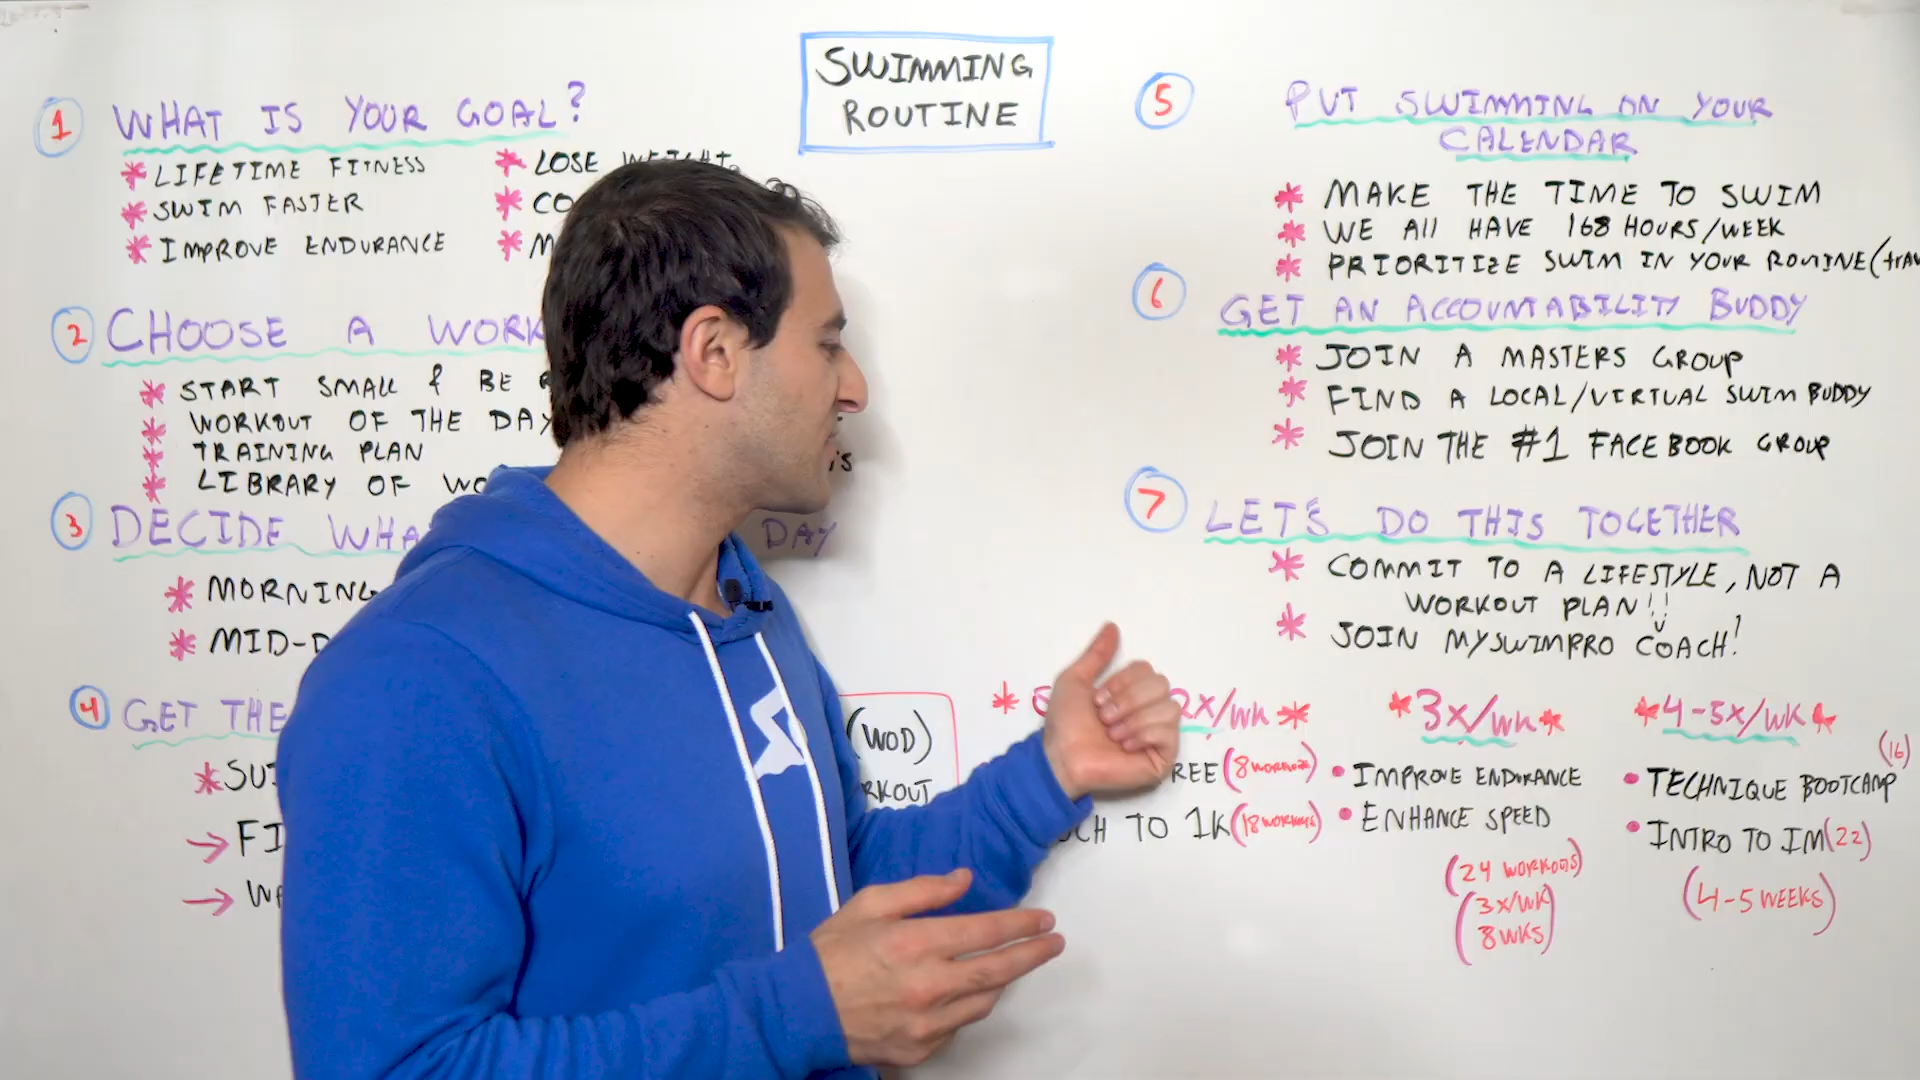 SWIMMING
ROUTINE
1 WHAT IS YOUR GOAL?
* LIFETIME FITNESS
* SWIM FASTER
* IMPROVE ENDURANCE
* LOSE WEIGHT
* CO
* M
2 CHOOSE A WORK
* START SMALL & BE
* WORKOUT OF THE DAY
* TRAINING PLAN
* LIBRARY OF WO
3 DECIDE WHA DAY
* MORNING
* MID-D
4 GET THE
* SUI
→ FI
→ WA
(WOD)
RKOUT
5 PUT SWIMMING ON YOUR
CALENDAR
* MAKE THE TIME TO SWIM
* WE All HAVE 168 HOURS/WEEK
* PRIORITIZE SWIM IN YOUR ROUTINE (trav
6 GET AN ACCOUNTABILITY BUDDY
* JOIN A MASTERS GROUP
* FIND A LOCAL/VIRTUAL SWIM BUDDY
* JOIN THE #1 FACEBOOK GROUP
7 LET'S DO THIS TOGETHER
* COMMIT TO A LIFESTYLE, NOT A
WORKOUT PLAN!!
* JOIN MYSWIMPRO COACH!
2X/WK *
REE (8 WORKOUTS)
CH TO 1K (18 WORKOUTS)
* 3X/WK *
• IMPROVE ENDURANCE
• ENHANCE SPEED
(24 WORKOUTS)
(3X/WK
8WKS)
* 4-5X/WK *
• TECHNIQUE BOOTCAMP (16)
• INTRO TO IM (22)
(4-5 WEEKS)